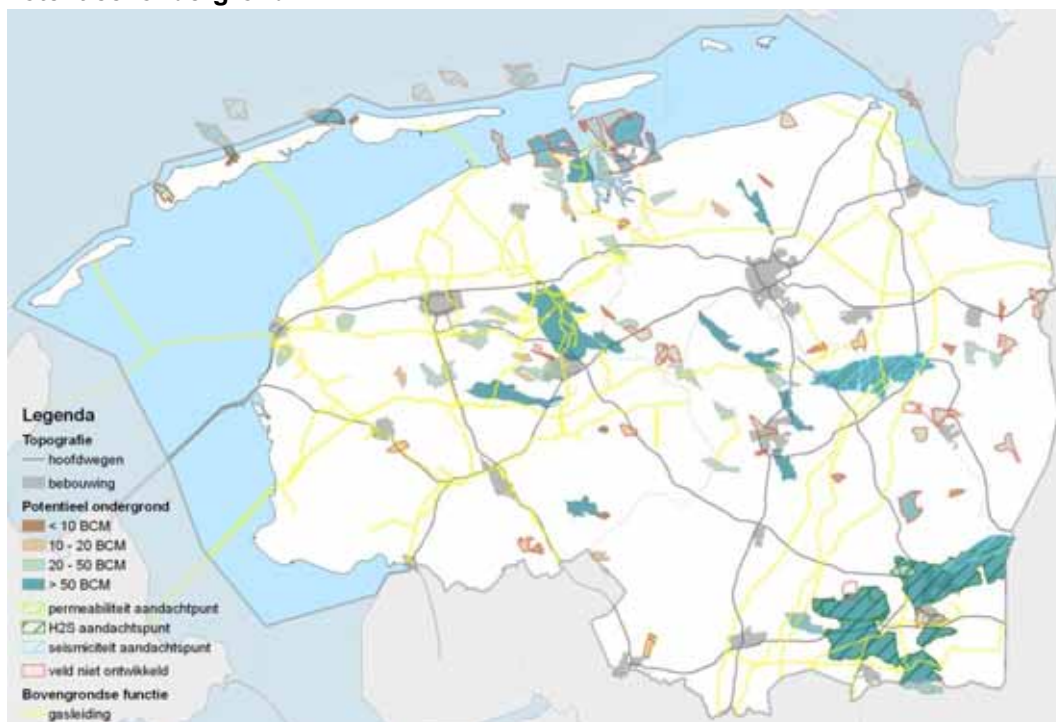 Legenda
Topografie
hoofdwegen
bebouwing
Potentieel ondergrond
< 10 BCM
10 - 20 BCM
20 - 50 BCM
> 50 BCM
permeabiliteit aandachtpunt
H2S aandachtspunt
seismiciteit aandachtpunt
veld niet ontwikkeld
Bovengrondse functie
gasleiding